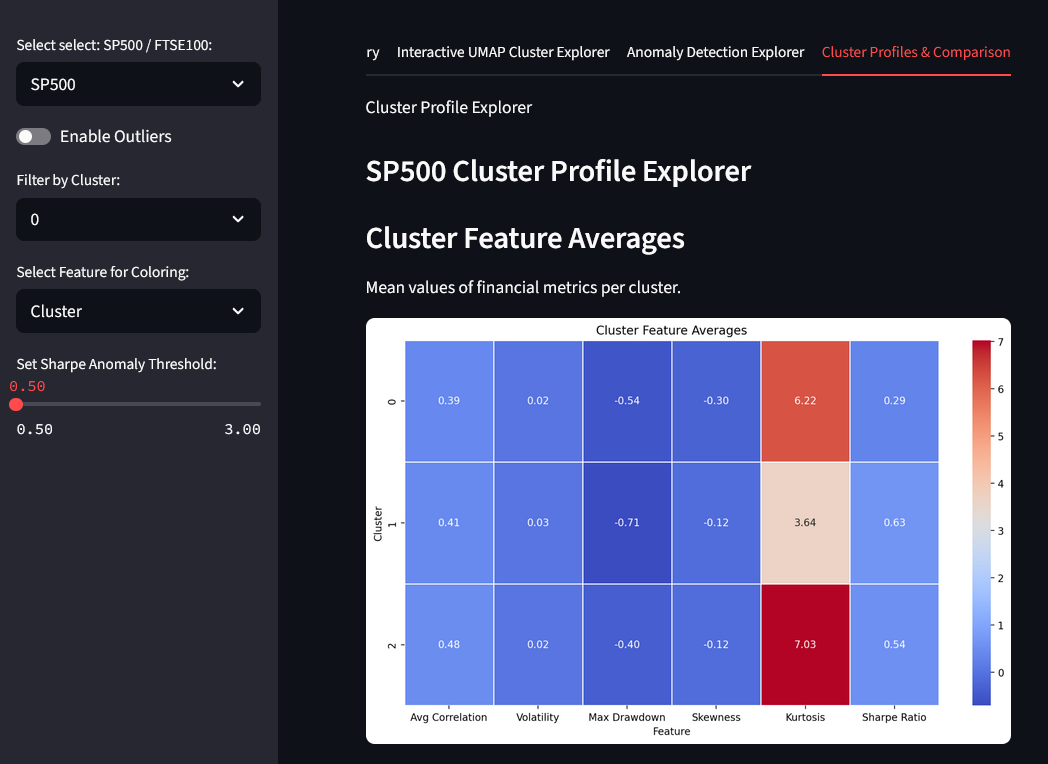 Select select: SP500 / FTSE100:
SP500
Enable Outliers
Filter by Cluster:
0
Select Feature for Coloring:
Cluster
Set Sharpe Anomaly Threshold:
0.50
0.50 3.00
ry Interactive UMAP Cluster Explorer Anomaly Detection Explorer Cluster Profiles & Comparison
Cluster Profile Explorer
SP500 Cluster Profile Explorer
Cluster Feature Averages
Mean values of financial metrics per cluster.
Cluster Feature Averages
Cluster
0 0.39 0.02 -0.54 -0.30 6.22 0.29
1 0.41 0.03 -0.71 -0.12 3.64 0.63
2 0.48 0.02 -0.40 -0.12 7.03 0.54
Avg Correlation Volatility Max Drawdown Skewness Kurtosis Sharpe Ratio
Feature
7
6
5
4
3
2
1
0